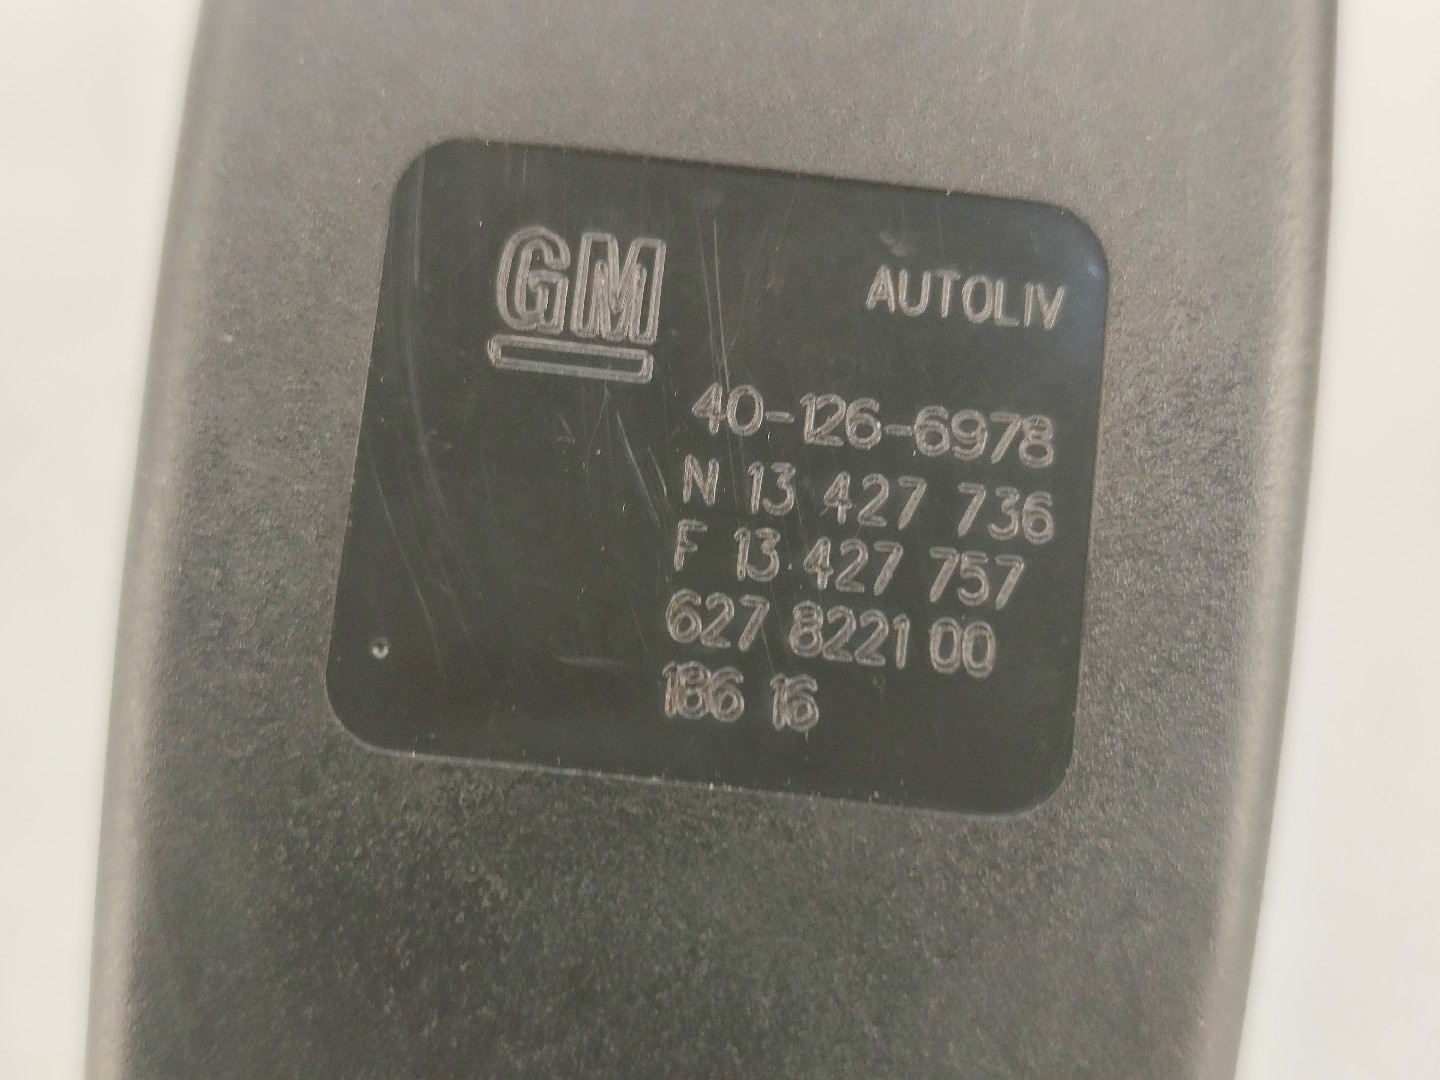 GM
AUTOLIV
40-126-6978
N 13 427 736
F 13 427 757
627 8221 00
186 16